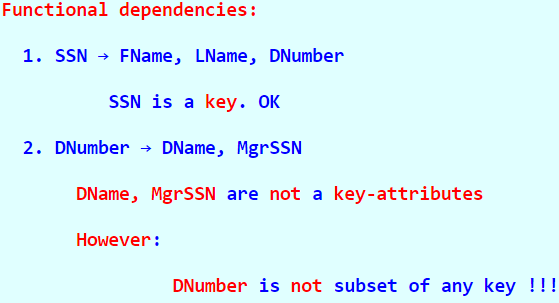 Functional dependencies:
1. SSN → FName, LName, DNumber
SSN is a key. OK
2. DNumber → DName, MgrSSN
DName, MgrSSN are not a key-attributes
However:
DNumber is not subset of any key !!!